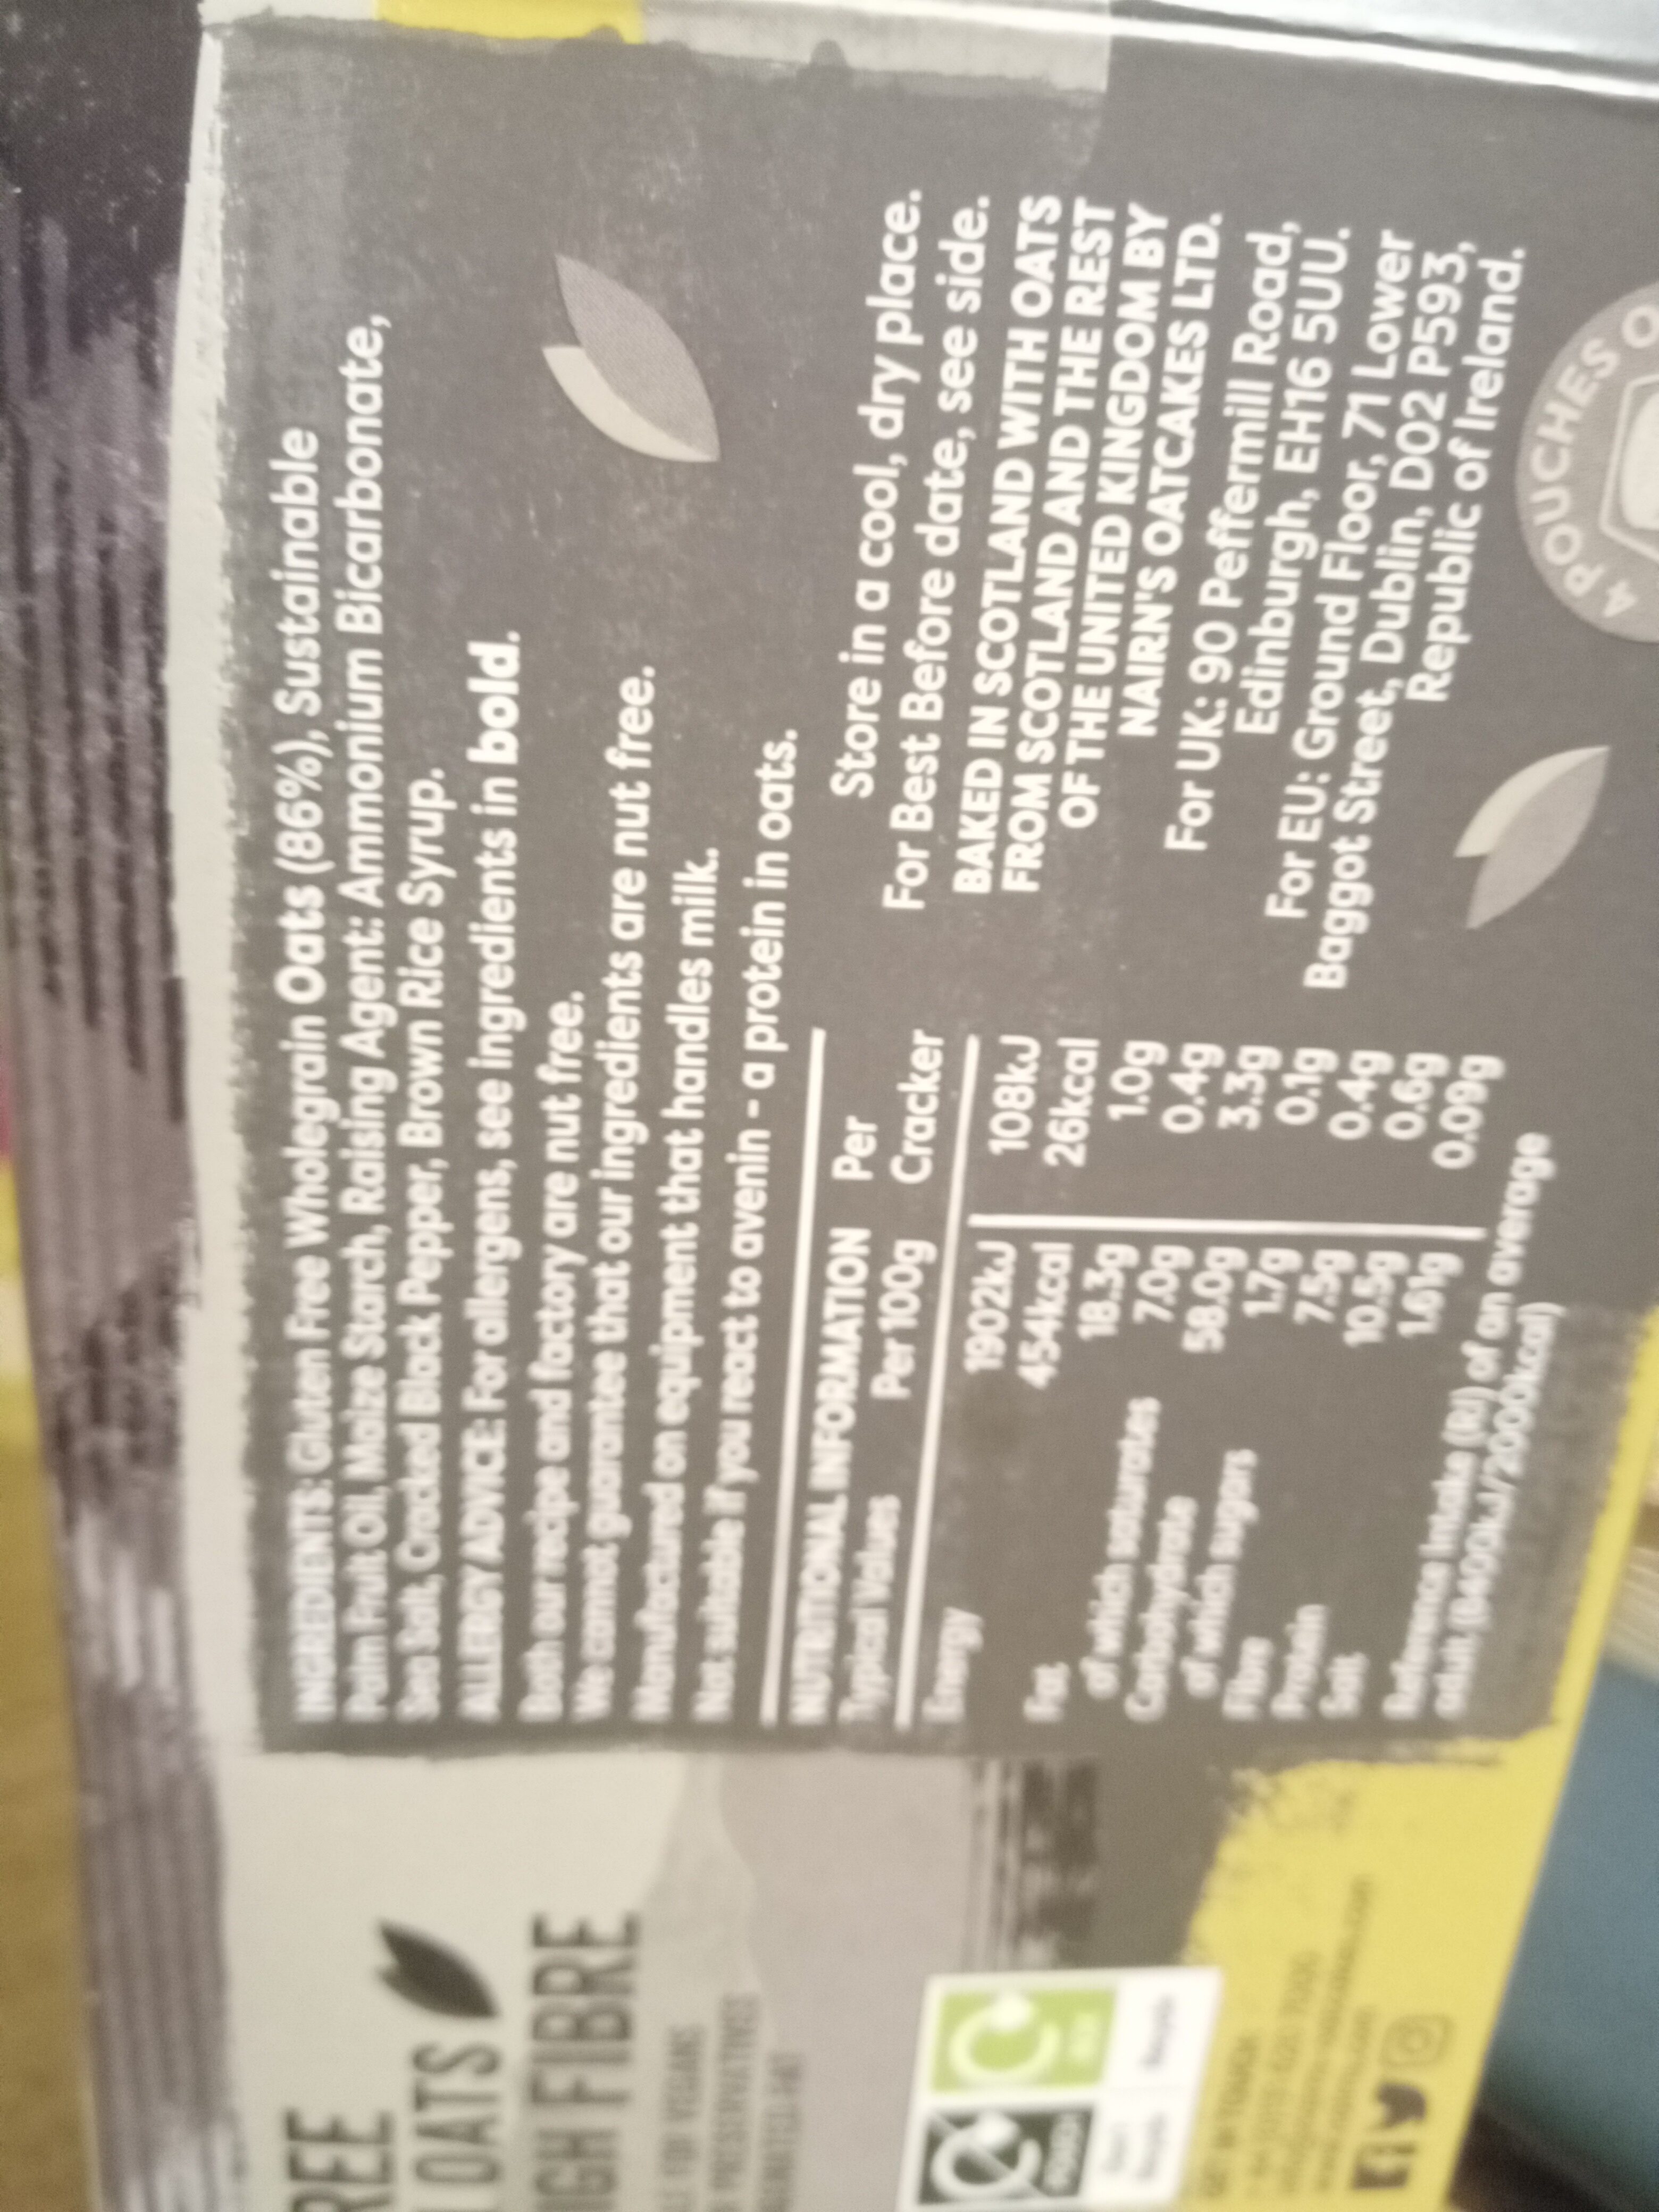 INGREDIENTS: Gluten Free Wholegrain Oats (86%), Sustainable
Palm Fruit Oil, Maize Starch, Raising Agent: Ammonium Bicarbonate,
Sea Salt, Cracked Black Pepper, Brown Rice Syrup.
ALLERGY ADVICE: For allergens, see ingredients in bold.
Both our recipe and factory are nut free.
We cannot guarantee that our ingredients are nut free.
Manufactured on equipment that handles milk.
Not suitable if you react to avenin - a protein in oats.
NUTRITIONAL INFORMATION Per
Typical Values Per 100g Cracker
Energy 1902kJ 108kJ
454kcal 26kcal
Fat 18.3g 1.0g
of which saturates 7.0g 0.4g
Carbohydrate 58.0g 3.3g
of which sugars 1.7g 0.1g
Fibre 7.5g 0.4g
Protein 10.5g 0.6g
Salt 1.61g 0.09g
Reference Intake (RI) of an average
adult (8400kJ/2000kcal)
Store in a cool, dry place.
For Best Before date, see side.
BAKED IN SCOTLAND WITH OATS
FROM SCOTLAND AND THE REST
OF THE UNITED KINGDOM BY
NAIRN'S OATCAKES LTD.
For UK: 90 Peffermill Road,
Edinburgh, EH16 5UU.
For EU: Ground Floor, 71 Lower
Baggot Street, Dublin, D02 P593,
Republic of Ireland.
4 POUCHES
OATS
FIBRE
FOR VEGANS
PRESERVATIVES
GET IN TOUCH